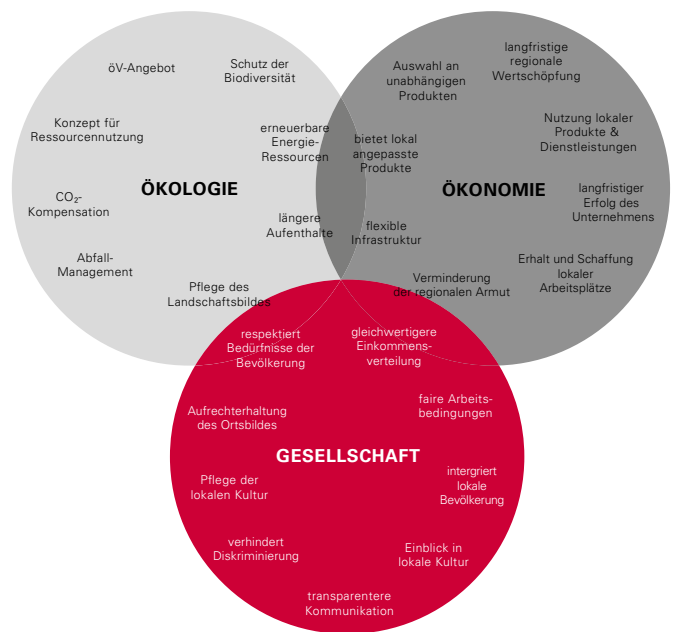 öV-Angebot
Schutz der
Biodiversität
Konzept für
Ressourcennutzung
erneuerbare
Energie-
Ressourcen
ÖKOLOGIE
CO₂-
Kompensation
längere
Aufenthalte
Abfall-
Management
Pflege des
Landschaftsbildes
langfristige
regionale
Wertschöpfung
Auswahl an
unabhängigen
Produkten
Nutzung lokaler
Produkte &
Dienstleistungen
bietet lokal
angepasste
Produkte
ÖKONOMIE
langfristiger
Erfolg des
Unternehmens
flexible
Infrastruktur
Erhalt und Schaffung
lokaler
Arbeitsplätze
Verminderung
der regionalen Armut
respektiert
Bedürfnisse der
Bevölkerung
gleichwertigere
Einkommens-
verteilung
Aufrechterhaltung
des Ortsbildes
faire Arbeits-
bedingungen
GESELLSCHAFT
Pflege der
lokalen Kultur
intergriert
lokale
Bevölkerung
verhindert
Diskriminierung
Einblick in
lokale Kultur
transparentere
Kommunikation